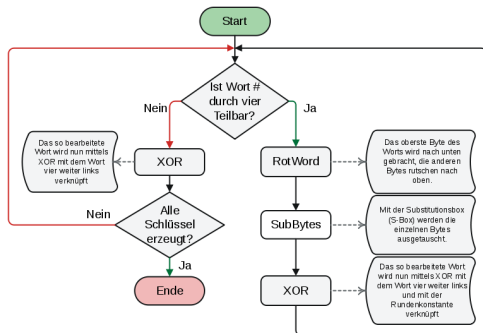 Start
Ist Wort #
durch vier
Teilbar?
Nein
Ja
Das so bearbeitete
Wort wird nun mittels
XOR mit dem Wort
vier weiter links
verknüpft
XOR
RotWord
Das oberste Byte des
Worts wird nach unten
gebracht, die anderen
Bytes rutschen nach
oben.
Nein
Alle
Schlüssel
erzeugt?
SubBytes
Mit der Substitutionsbox
(S-Box) werden die
einzelnen Bytes
ausgetauscht.
Ja
Ende
XOR
Das so bearbeitete Wort
wird nun mittels XOR mit
dem Wort vier weiter links
und mit der
Rundenkonstante
verknüpft